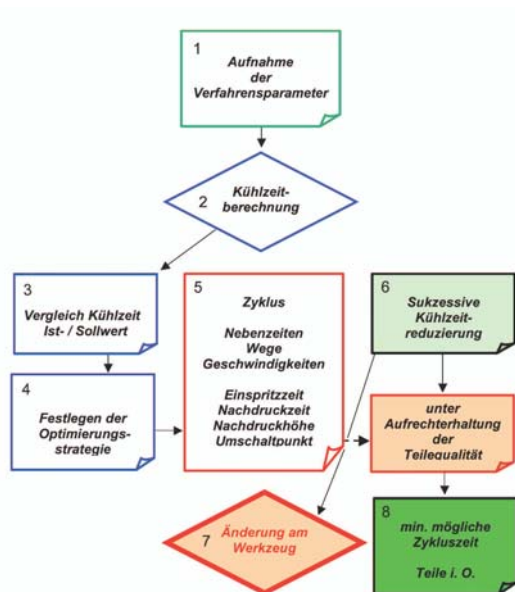 1
Aufnahme
der
Verfahrensparameter
2
Kühlzeit-
berechnung
3
Vergleich Kühlzeit
Ist- / Sollwert
4
Festlegen der
Optimierungs-
strategie
5
Zyklus
Nebenzeiten
Wege
Geschwindigkeiten
Einspritzzeit
Nachdruckzeit
Nachdruckhöhe
Umschaltpunkt
6
Sukzessive
Kühlzeit-
reduzierung
unter
Aufrechterhaltung
der
Teilequalität
7
Änderung am
Werkzeug
8
min. mögliche
Zykluszeit
Teile i. O.